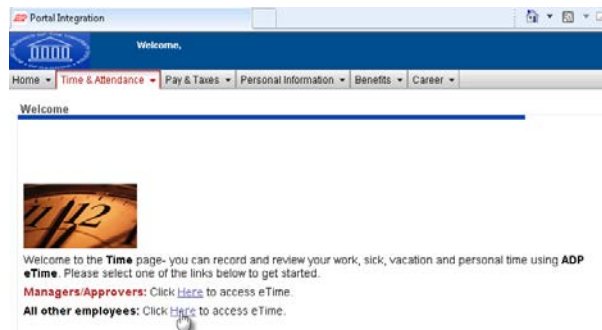 ADP Portal Integration
Welcome,
Home Time & Attendance Pay & Taxes Personal Information Benefits Career
Welcome
12
Welcome to the Time page- you can record and review your work, sick, vacation and personal time using ADP
eTime. Please select one of the links below to get started.
Managers/Approvers: Click Here to access eTime.
All other employees: Click Here to access eTime.